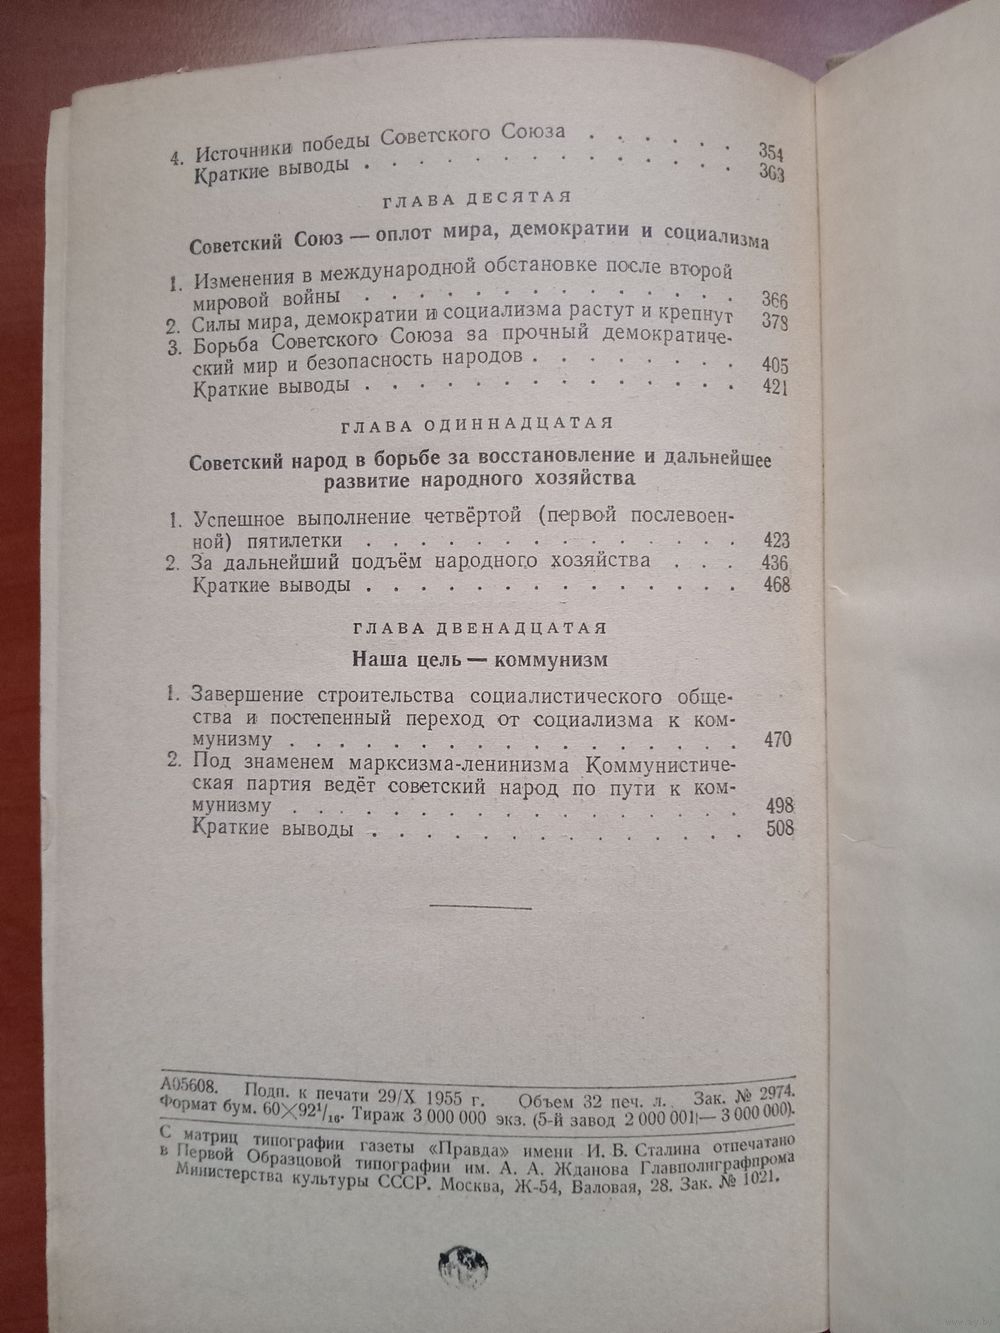 4. Источники победы Советского Союза . . . . . . 354
Краткие выводы . . . . . . . . . . . . . . 363
ГЛАВА ДЕСЯТАЯ
Советский Союз — оплот мира, демократии и социализма
1. Изменения в международной обстановке после второй
мировой войны . . . . . . . . . . . . . . 366
2. Силы мира, демократии и социализма растут и крепнут 378
3. Борьба Советского Союза за прочный демократиче-
ский мир и безопасность народов . . . . . . . . 405
Краткие выводы . . . . . . . . . . . . . . 421
ГЛАВА ОДИННАДЦАТАЯ
Советский народ в борьбе за восстановление и дальнейшее
развитие народного хозяйства
1. Успешное выполнение четвёртой (первой послевоен-
ной) пятилетки . . . . . . . . . . . . . . 423
2. За дальнейший подъём народного хозяйства . . . 436
Краткие выводы . . . . . . . . . . . . . . 468
ГЛАВА ДВЕНАДЦАТАЯ
Наша цель — коммунизм
1. Завершение строительства социалистического обще-
ства и постепенный переход от социализма к ком-
мунизму . . . . . . . . . . . . . . . . . 470
2. Под знаменем марксизма-ленинизма Коммунистиче-
ская партия ведёт советский народ по пути к ком-
мунизму . . . . . . . . . . . . . . . . . 498
Краткие выводы . . . . . . . . . . . . . . 508
А05608. Подп. к печати 29/X 1955 г. Объем 32 печ. л. Зак. № 2974.
Формат бум. 60×92¹/₁₆. Тираж 3 000 000 экз. (5-й завод 2 000 001 — 3 000 000).
С матриц типографии газеты «Правда» имени И. В. Сталина отпечатано
в Первой Образцовой типографии им. А. А. Жданова Главполиграфпрома
Министерства культуры СССР. Москва, Ж-54, Валовая, 28. Зак. № 1021.